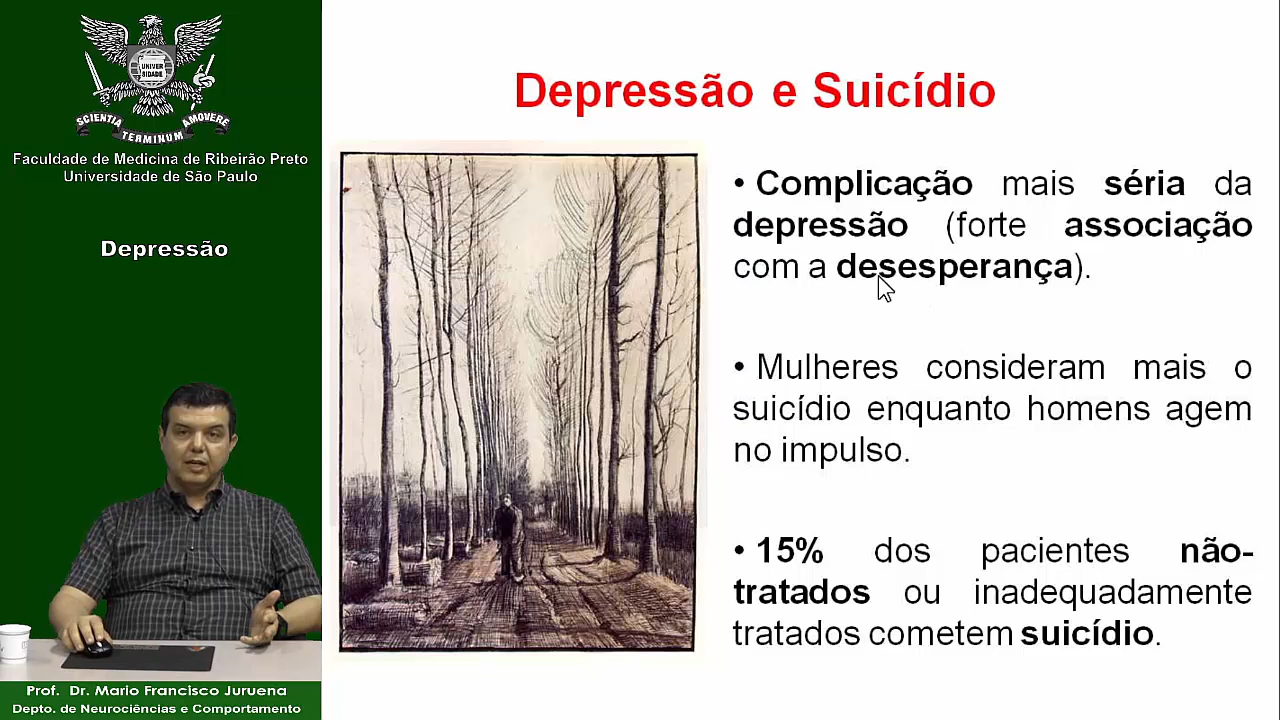 UNIVER
SIDADE
SCIENTIA
TERMINUM
AMOVERE
Faculdade de Medicina de Ribeirão Preto
Universidade de São Paulo
Depressão
Prof. Dr. Mario Francisco Juruena
Depto. de Neurociências e Comportamento
Depressão e Suicídio
• Complicação mais séria da
depressão (forte associação
com a desesperança).
• Mulheres consideram mais o
suicídio enquanto homens agem
no impulso.
• 15% dos pacientes não-
tratados ou inadequadamente
tratados cometem suicídio.